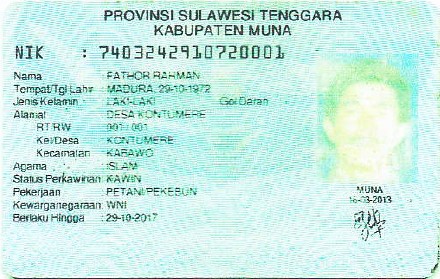 PROVINSI SULAWESI TENGGARA
KABUPATEN MUNA
NIK : 7403242910720001
Nama : FATHOR RAHMAN
Tempat/Tgl Lahir : MADURA, 29-10-1972
Jenis Kelamin : LAKI-LAKI Gol Darah
Alamat : DESA KONTUMERE
RT/RW : 001/001
Kel/Desa : KONTUMERE
Kecamatan : KABAWO
Agama : ISLAM
Status Perkawinan : KAWIN
Pekerjaan : PETANI/PEKEBUN
Kewarganegaraan : WNI
Berlaku Hingga : 29-10-2017
MUNA
16-03-2013